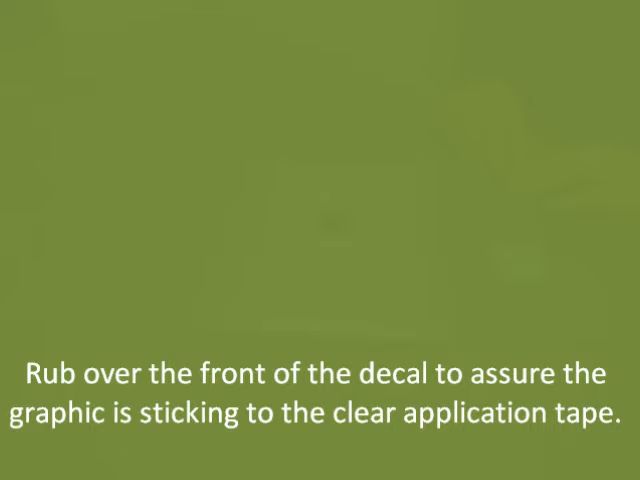 Rub over the front of the decal to assure the
graphic is sticking to the clear application tape.